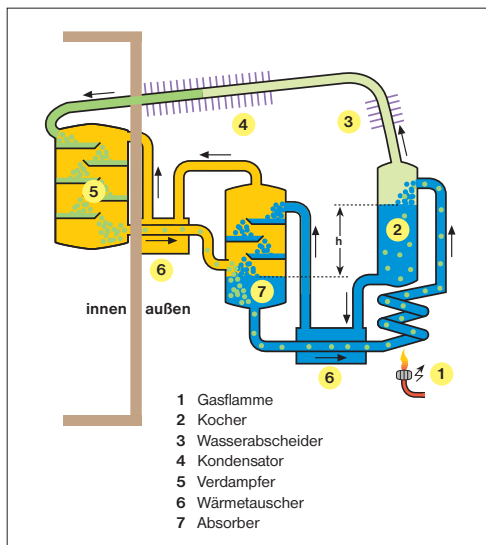 4
3
5
2
h
6
7
innen außen
6
1
1 Gasflamme
2 Kocher
3 Wasserabscheider
4 Kondensator
5 Verdampfer
6 Wärmetauscher
7 Absorber